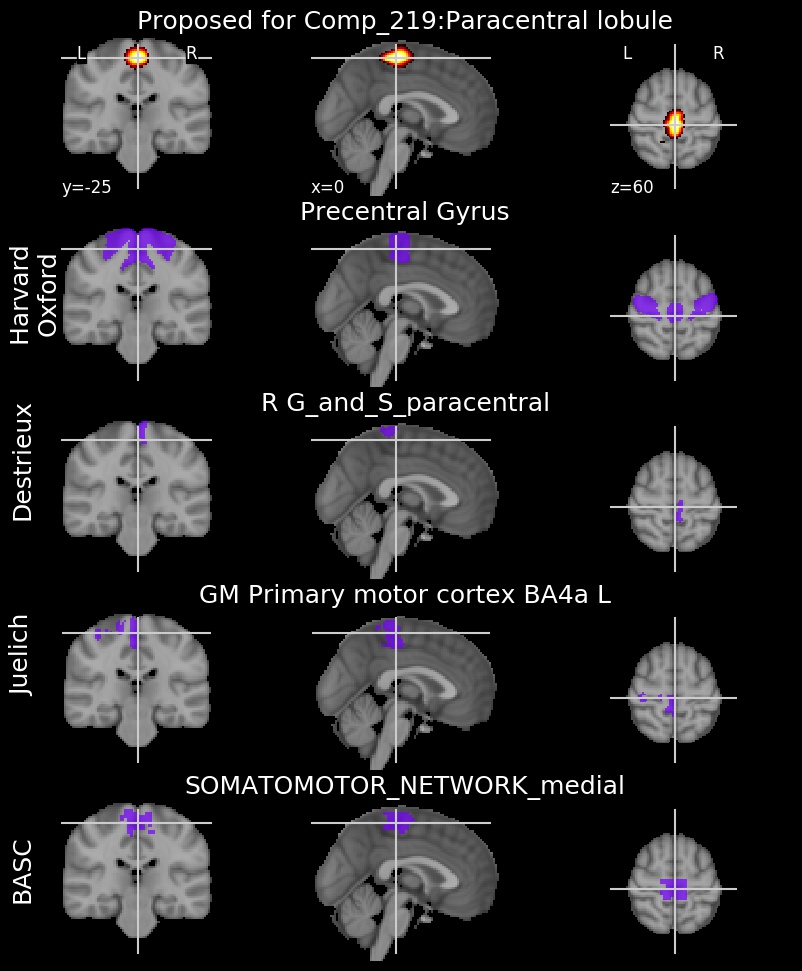 Proposed for Comp_219:Paracentral lobule
L R
L R
y=-25
x=0
z=60
Precentral Gyrus
Harvard
Oxford
R G_and_S_paracentral
Destrieux
GM Primary motor cortex BA4a L
Juelich
SOMATOMOTOR_NETWORK_medial
BASC